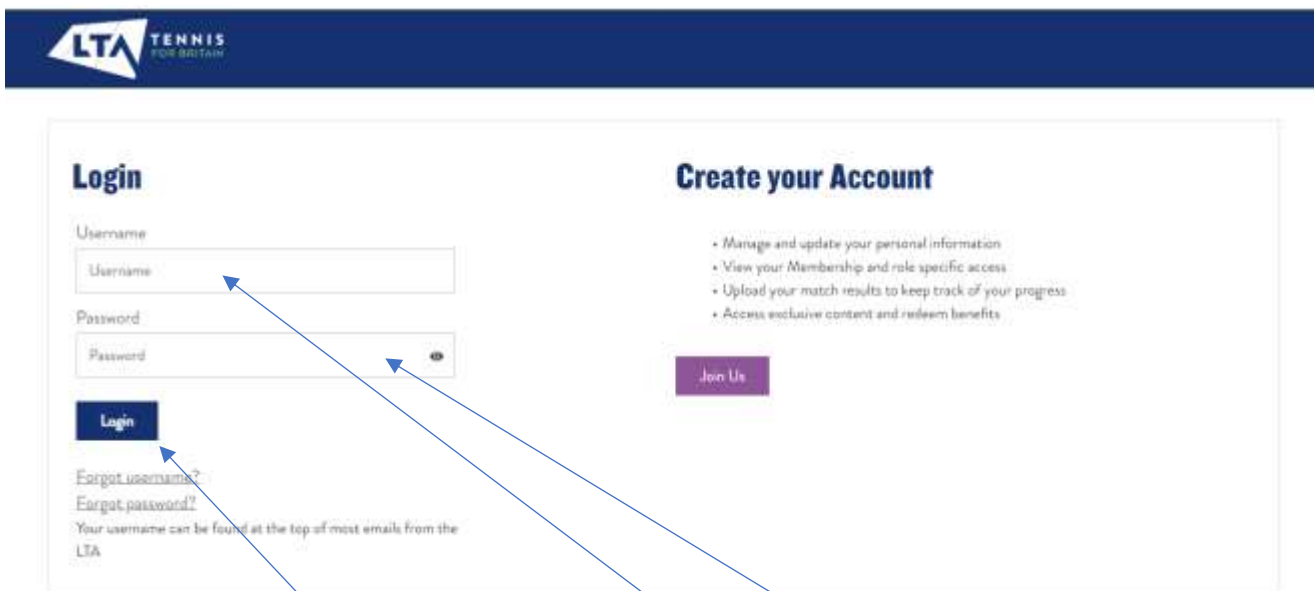 LTA TENNIS
FOR BRITAIN
Login
Username
Username
Password
Password
Login
Forgot username?
Forgot password?
Your username can be found at the top of most emails from the
LTA
Create your Account
• Manage and update your personal information
• View your Membership and role specific access
• Upload your match results to keep track of your progress
• Access exclusive content and redeem benefits
Join Us